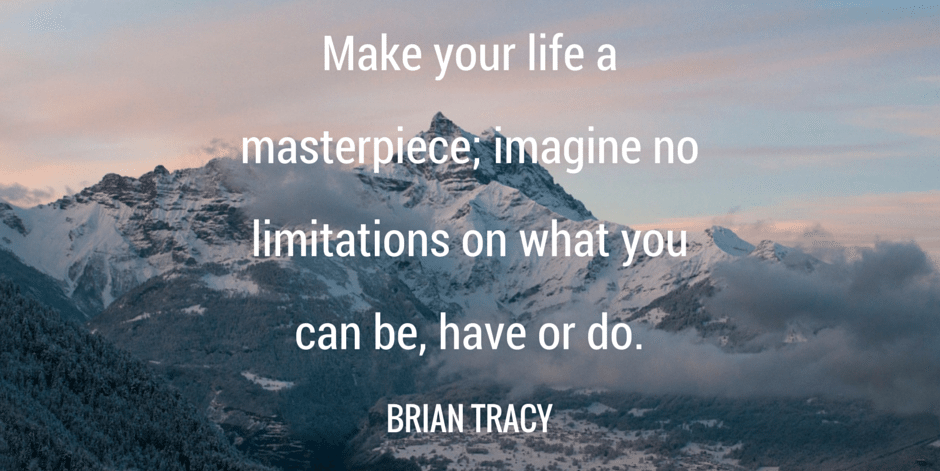 Make your life a
masterpiece; imagine no
limitations on what you
can be, have or do.
BRIAN TRACY